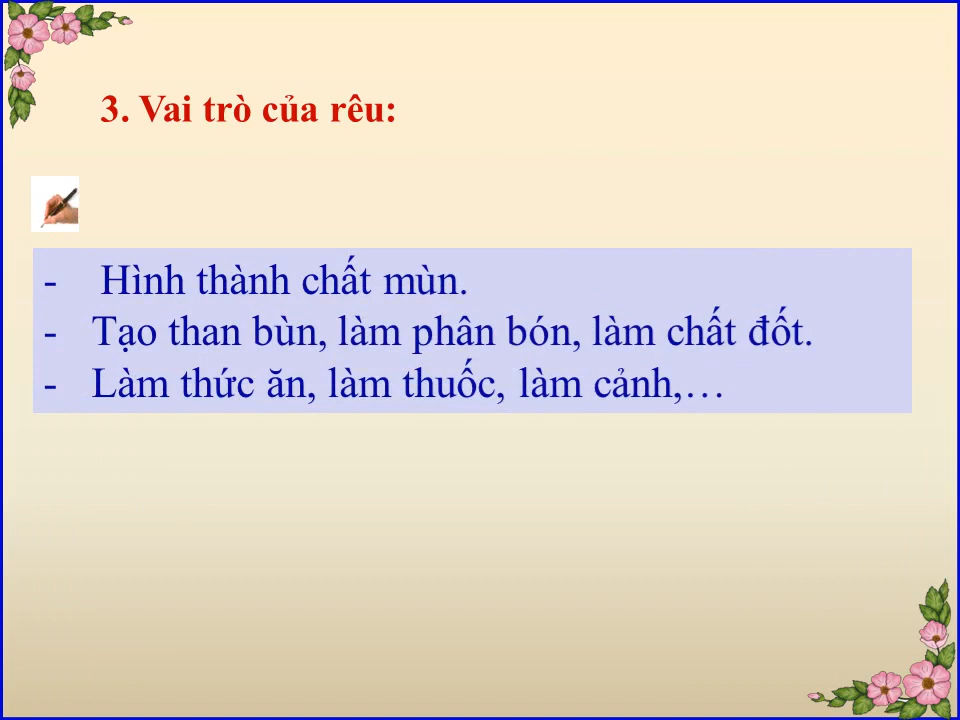 3. Vai trò của rêu:
- Hình thành chất mùn.
- Tạo than bùn, làm phân bón, làm chất đốt.
- Làm thức ăn, làm thuốc, làm cảnh,…